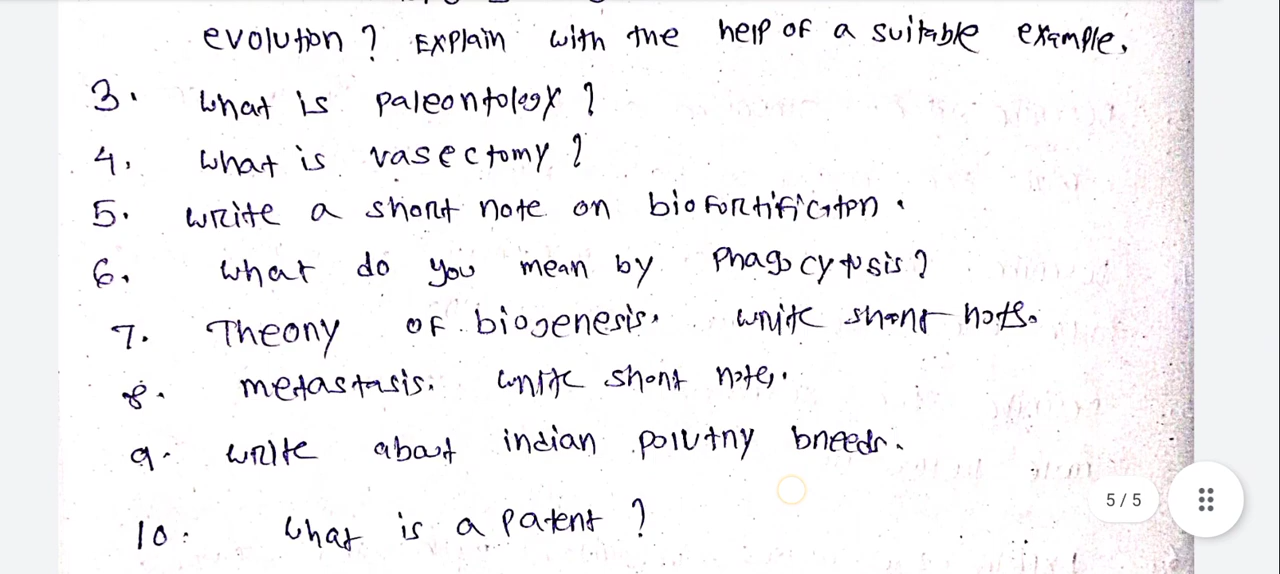 evolution ? Explain with the help of a suitable example.
3. What is paleontology ?
4. What is vasectomy ?
5. write a short note on biofortification.
6. what do you mean by Phagocytosis ?
7. Theory of biogenesis. write short note.
8. metastasis. write short note.
9. write about indian poultry breeds.
5 / 5
10. What is a patent ?